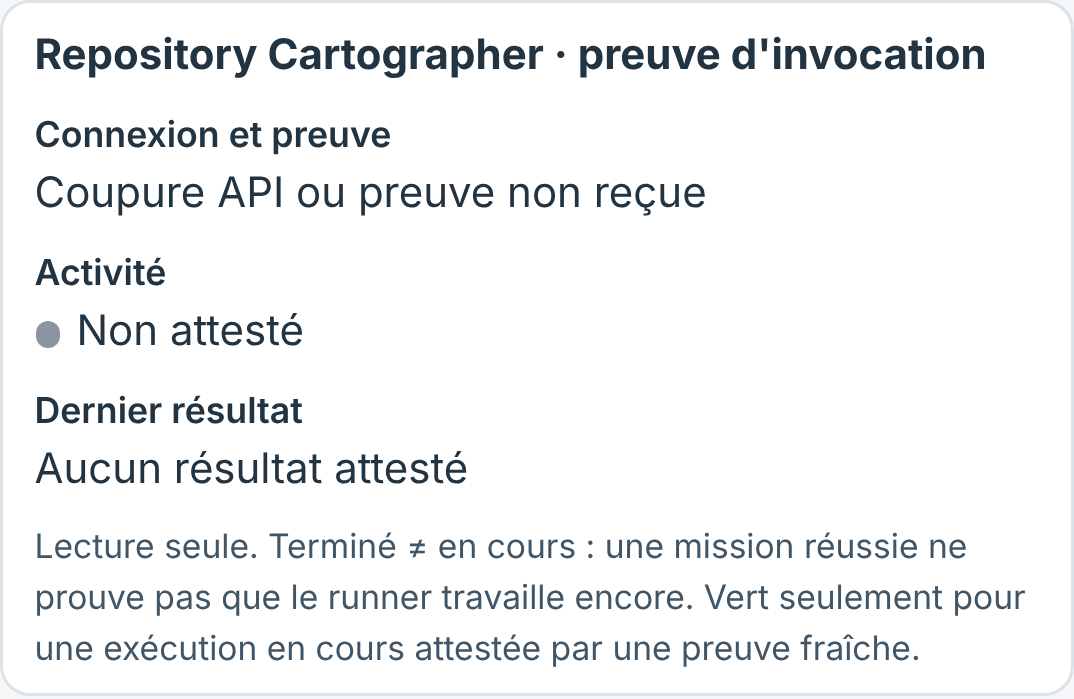 Repository Cartographer · preuve d'invocation
Connexion et preuve
Coupure API ou preuve non reçue
Activité
Non attesté
Dernier résultat
Aucun résultat attesté
Lecture seule. Terminé ≠ en cours : une mission réussie ne
prouve pas que le runner travaille encore. Vert seulement pour
une exécution en cours attestée par une preuve fraîche.